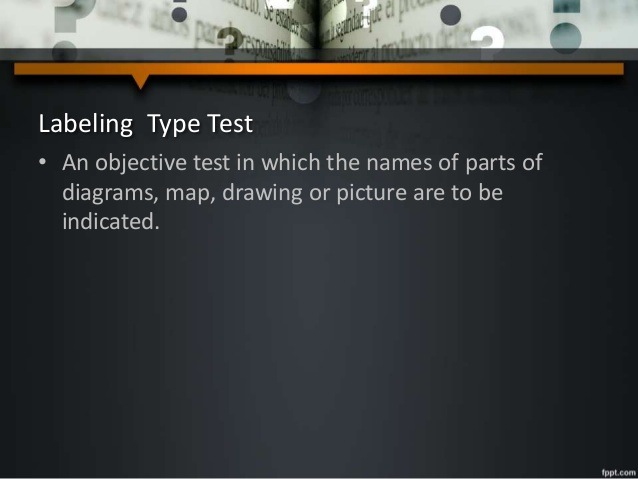 Labeling  Type Test
• An objective test in which the names of parts of
diagrams, map, drawing or picture are to be
indicated.
fppt.com